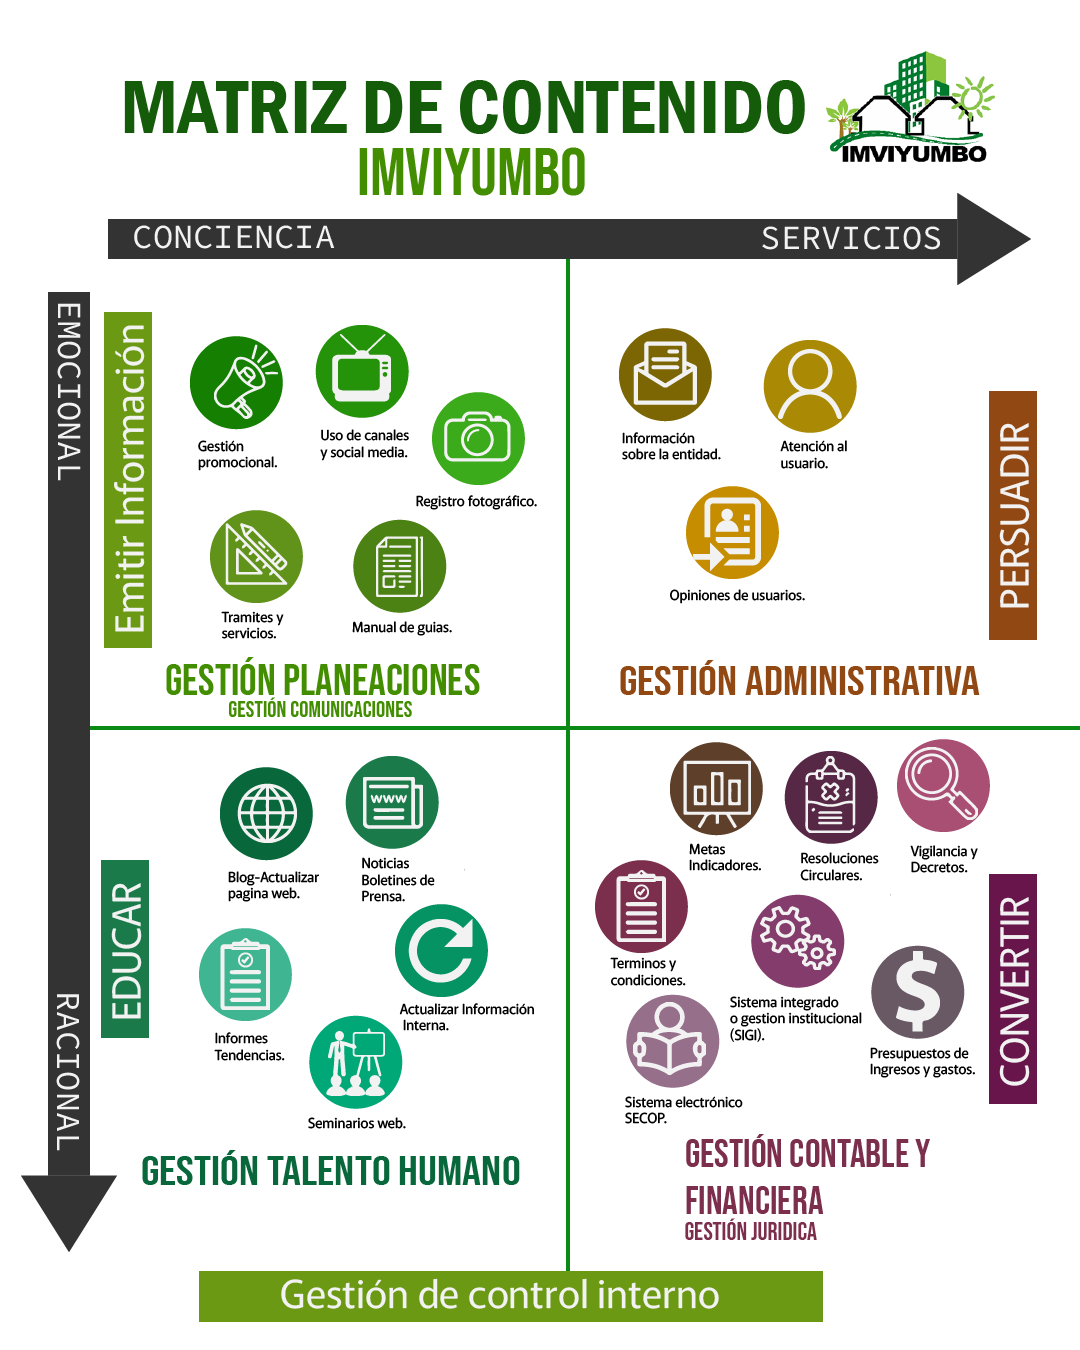 MATRIZ DE CONTENIDO
IMVIYUMBO
IMVIYUMBO
CONCIENCIA
SERVICIOS
EMOCIONAL
RACIONAL
Emitir Información
Gestión
promocional.
Uso de canales
y social media.
Registro fotográfico.
Tramites y
servicios.
Manual de guias.
GESTIÓN PLANEACIONES
GESTIÓN COMUNICACIONES
PERSUADIR
Información
sobre la entidad.
Atención al
usuario.
Opiniones de usuarios.
GESTIÓN ADMINISTRATIVA
EDUCAR
Blog-Actualizar
pagina web.
www
Noticias
Boletines de
Prensa.
Informes
Tendencias.
Actualizar Información
Interna.
Seminarios web.
GESTIÓN TALENTO HUMANO
CONVERTIR
Metas
Indicadores.
Resoluciones
Circulares.
Vigilancia y
Decretos.
Terminos y
condiciones.
Sistema integrado
o gestion institucional
(SIGI).
$
Presupuestos de
Ingresos y gastos.
Sistema electrónico
SECOP.
GESTIÓN CONTABLE Y
FINANCIERA
GESTIÓN JURIDICA
Gestión de control interno